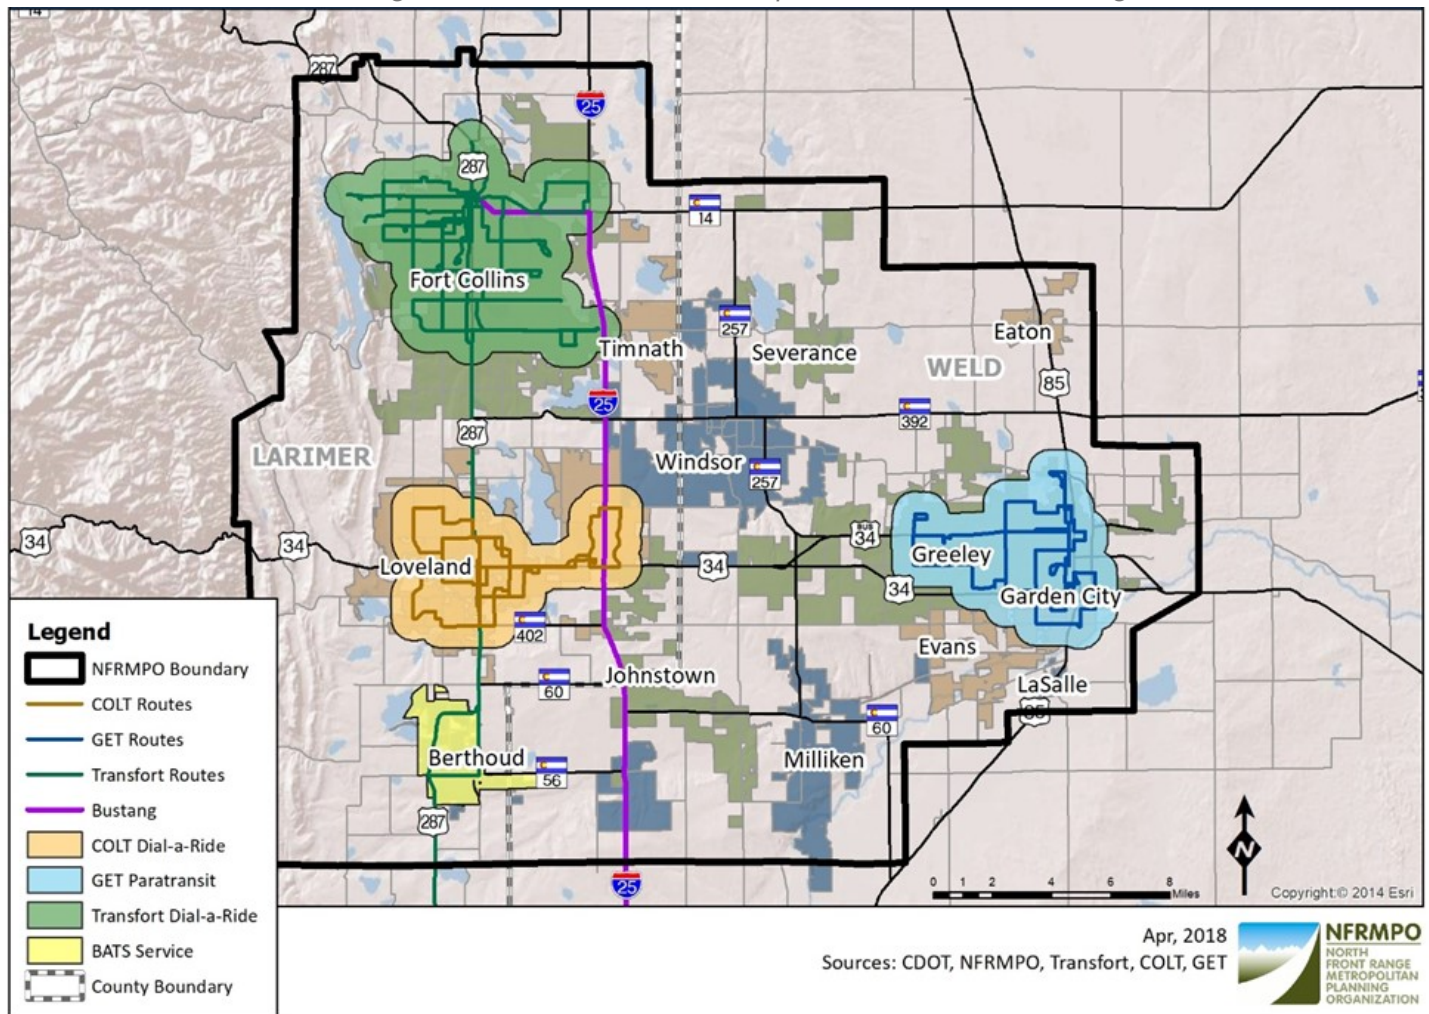 14
287
25
287
14
Fort Collins
257
Eaton
Timnath
Severance
WELD
85
25
392
287
LARIMER
Windsor
257
34
34
BUS
34
Loveland
34
Greeley
34
Garden City
402
Evans
Johnstown
60
LaSalle
85
60
Berthoud
56
Milliken
287
25
Legend
NFRMPO Boundary
COLT Routes
GET Routes
Transfort Routes
Bustang
COLT Dial-a-Ride
GET Paratransit
Transfort Dial-a-Ride
BATS Service
County Boundary
N
0 1 2 4 6 8
Miles
Copyright:© 2014 Esri
Apr, 2018
Sources: CDOT, NFRMPO, Transfort, COLT, GET
NFRMPO
NORTH
FRONT RANGE
METROPOLITAN
PLANNING
ORGANIZATION